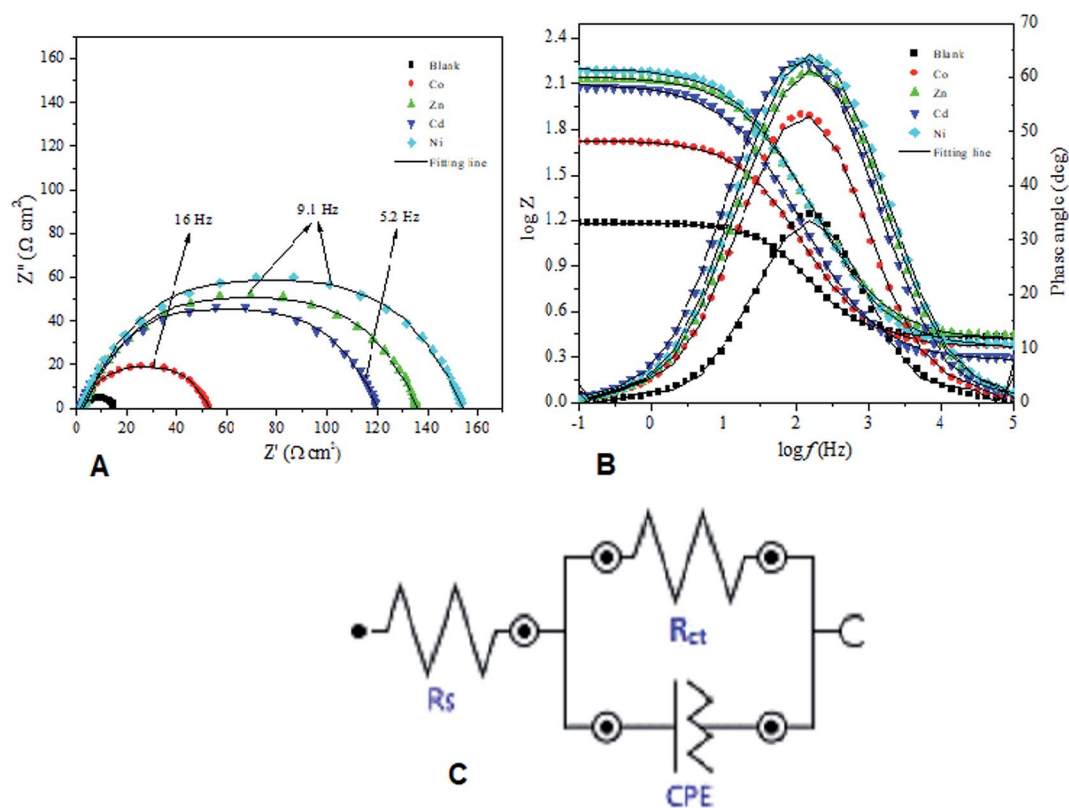 160
140
120
100
80
60
40
20
0
Z'' (Ω cm²)
Blank
Co
Zn
Cd
Ni
Fitting line
16 Hz
9.1 Hz
5.2 Hz
0 20 40 60 80 100 120 140 160
Z' (Ω cm²)
A
2.4
2.1
1.8
1.5
1.2
0.9
0.6
0.3
0.0
log Z
Blank
Co
Zn
Cd
Ni
Fitting line
70
60
50
40
30
20
10
0
Phase angle (deg)
-1 0 1 2 3 4 5
log f (Hz)
B
Rs
Rct
CPE
C